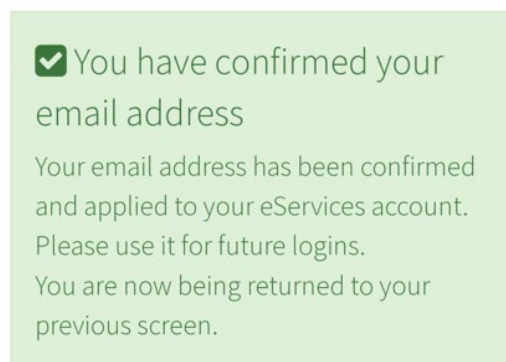 You have confirmed your
email address
Your email address has been confirmed
and applied to your eServices account.
Please use it for future logins.
You are now being returned to your
previous screen.